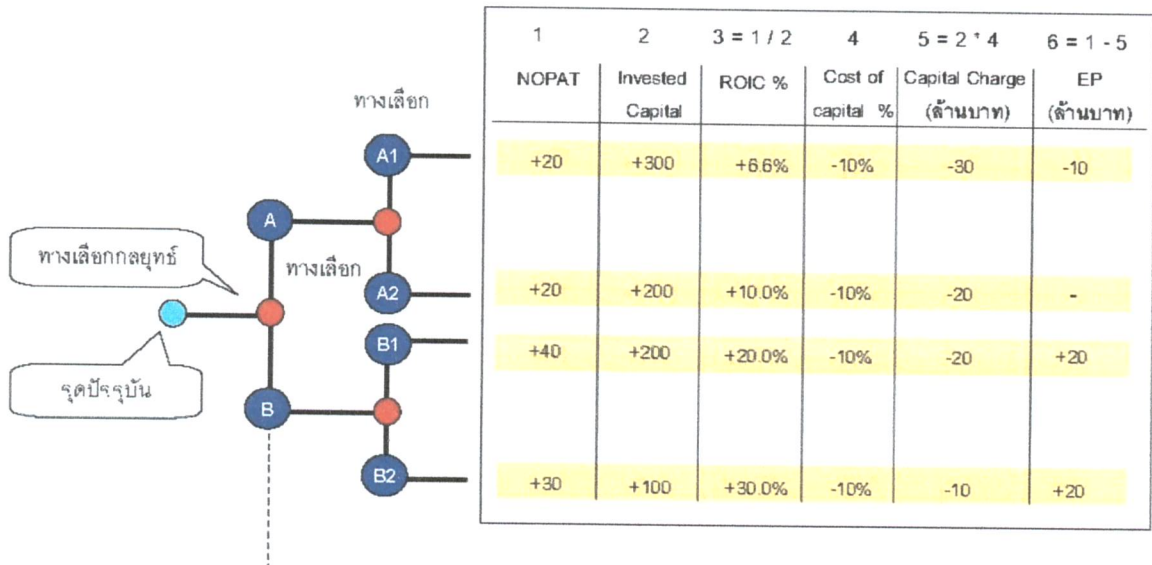 1 2 3 = 1 / 2 4 5 = 2 * 4 6 = 1 - 5
NOPAT Invested Capital ROIC % Cost of capital % Capital Charge (ล้านบาท) EP (ล้านบาท)
ทางเลือก
A1 +20 +300 +6.6% -10% -30 -10
A
ทางเลือกกลยุทธ์
ทางเลือก
A2 +20 +200 +10.0% -10% -20 -
B1 +40 +200 +20.0% -10% -20 +20
จุดปัจจุบัน
B
B2 +30 +100 +30.0% -10% -10 +20